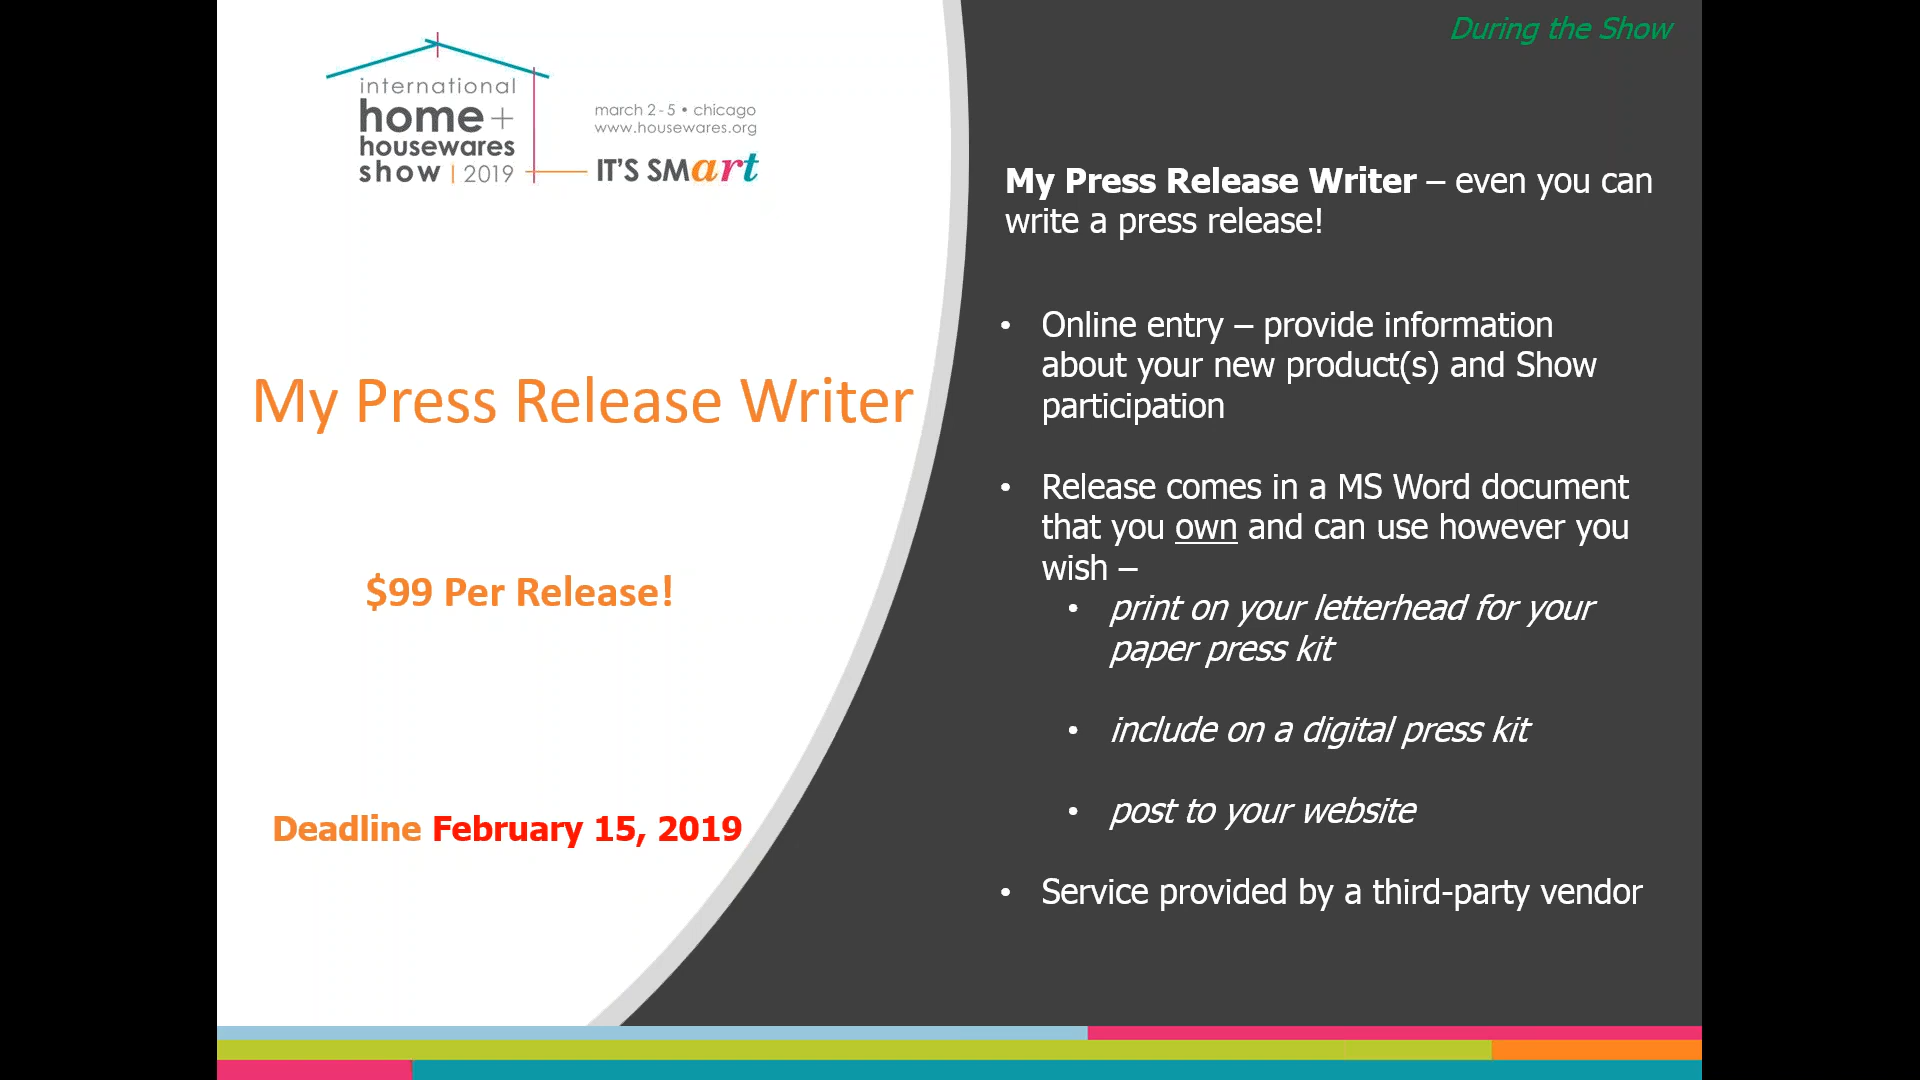 During the Show
international
home+
housewares
show | 2019
march 2-5 • chicago
www.housewares.org
IT'S SMart
My Press Release Writer
$99 Per Release!
Deadline February 15, 2019
My Press Release Writer – even you can
write a press release!
• Online entry – provide information
about your new product(s) and Show
participation
• Release comes in a MS Word document
that you own and can use however you
wish –
• print on your letterhead for your
paper press kit
• include on a digital press kit
• post to your website
• Service provided by a third-party vendor